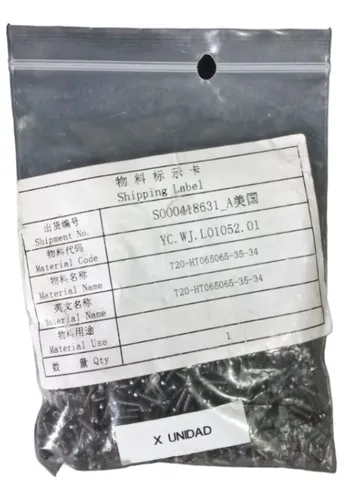 物料标示卡
Shipping Label
出货编号
Shipment No.
S000418631_A美国
物料代码
Material Code
YC.WJ.L01052.01
物料名称
Material Name
T20-HT065065-35-34
英文名称
Material Name
T20-HT065065-35-34
物料用途
Material Use
数 量 Qty
1
X UNIDAD